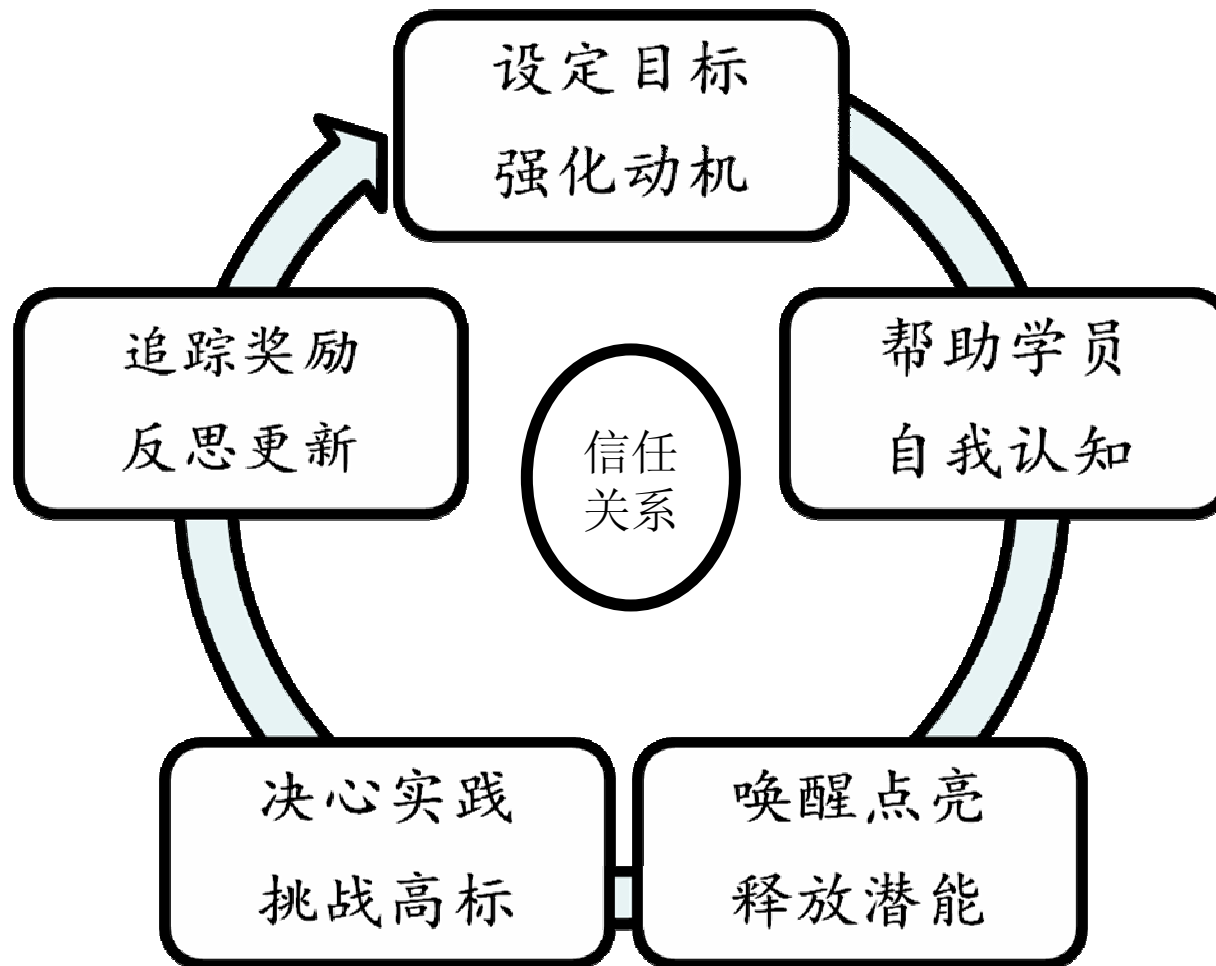 设定目标
强化动机
帮助学员
自我认知
唤醒点亮
释放潜能
决心实践
挑战高标
追踪奖励
反思更新
信任
关系